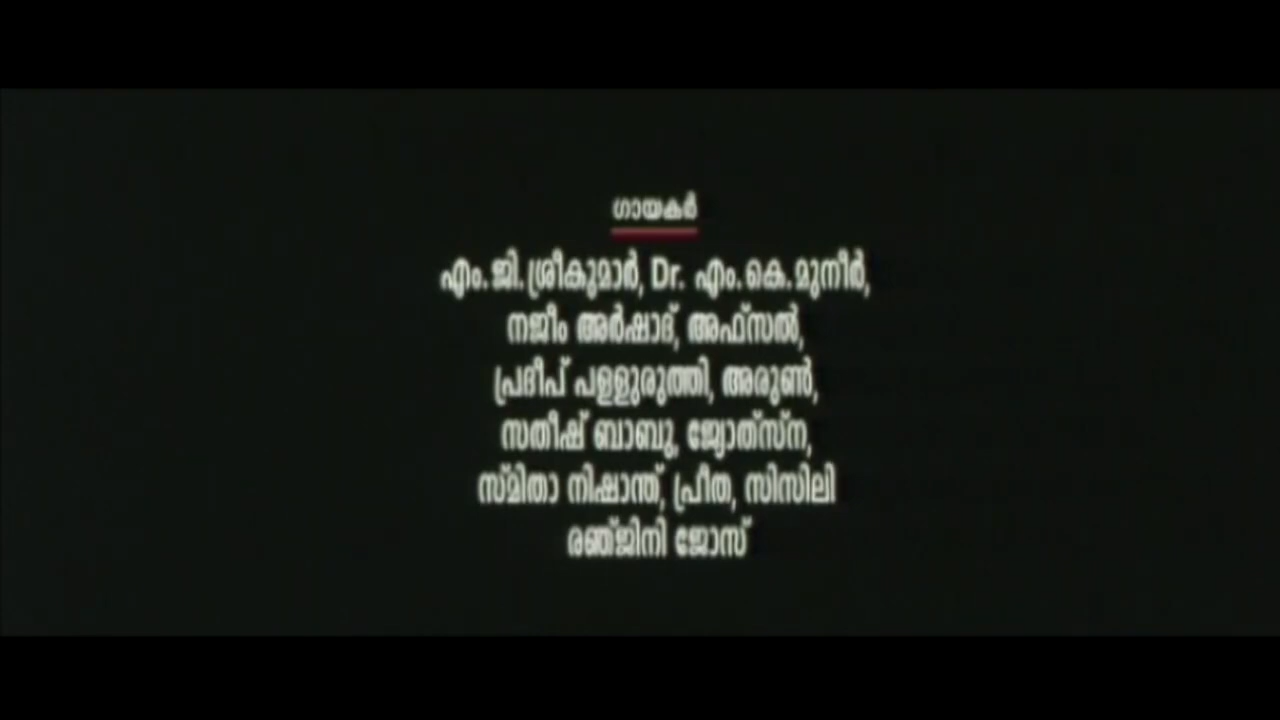 ഗായകർ
എം.ജി.ശ്രീകുമാർ, Dr. എം.കെ.മുനീർ,
നജീം അർഷാദ്, അഫ്സൽ,
പ്രദീപ് പള്ളുരുത്തി, അരുൺ,
സതീഷ് ബാബു, ജ്യോത്സ്ന,
സ്മിതാ നിഷാന്ത്, പ്രീത, സിസിലി
രഞ്ജിനി ജോസ്